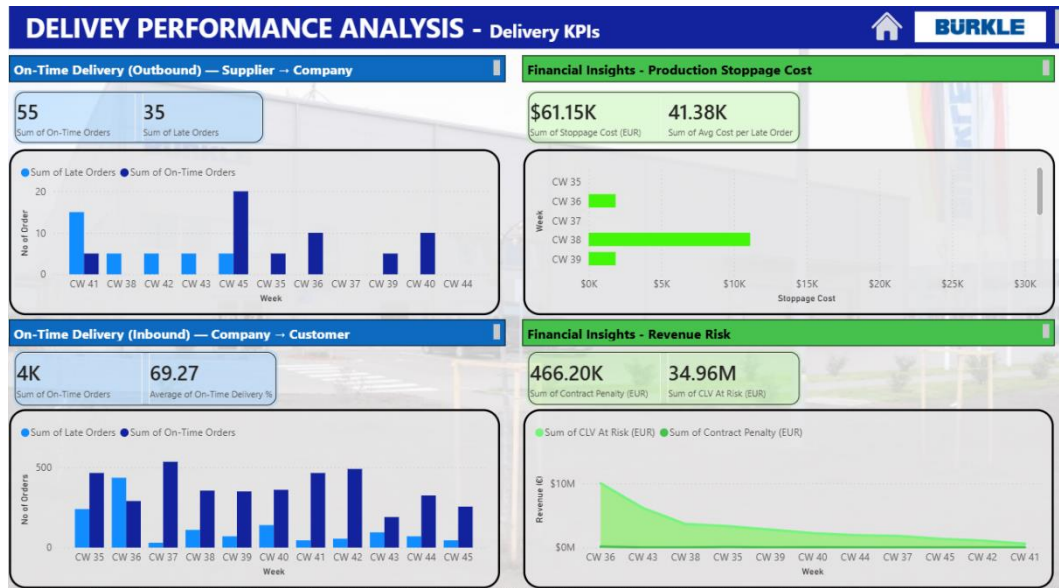 DELIVEY PERFORMANCE ANALYSIS - Delivery KPIs
BÜRKLE
On-Time Delivery (Outbound) — Supplier → Company
55
Sum of On-Time Orders
35
Sum of Late Orders
Sum of Late Orders Sum of On-Time Orders
No of Order
20
10
0
CW 41 CW 38 CW 42 CW 43 CW 45 CW 35 CW 36 CW 37 CW 39 CW 40 CW 44
Week
Financial Insights - Production Stoppage Cost
$61.15K
Sum of Stoppage Cost (EUR)
41.38K
Sum of Avg Cost per Late Order
Week
CW 35
CW 36
CW 37
CW 38
CW 39
$0K $5K $10K $15K $20K $25K $30K
Stoppage Cost
On-Time Delivery (Inbound) — Company → Customer
4K
Sum of On-Time Orders
69.27
Average of On-Time Delivery %
Sum of Late Orders Sum of On-Time Orders
No of Orders
500
0
CW 35 CW 36 CW 37 CW 38 CW 39 CW 40 CW 41 CW 42 CW 43 CW 44 CW 45
Week
Financial Insights - Revenue Risk
466.20K
Sum of Contract Penalty (EUR)
34.96M
Sum of CLV At Risk (EUR)
Sum of CLV At Risk (EUR) Sum of Contract Penalty (EUR)
Revenue
$10M
$0M
CW 36 CW 43 CW 38 CW 35 CW 39 CW 40 CW 44 CW 37 CW 45 CW 42 CW 41
Week